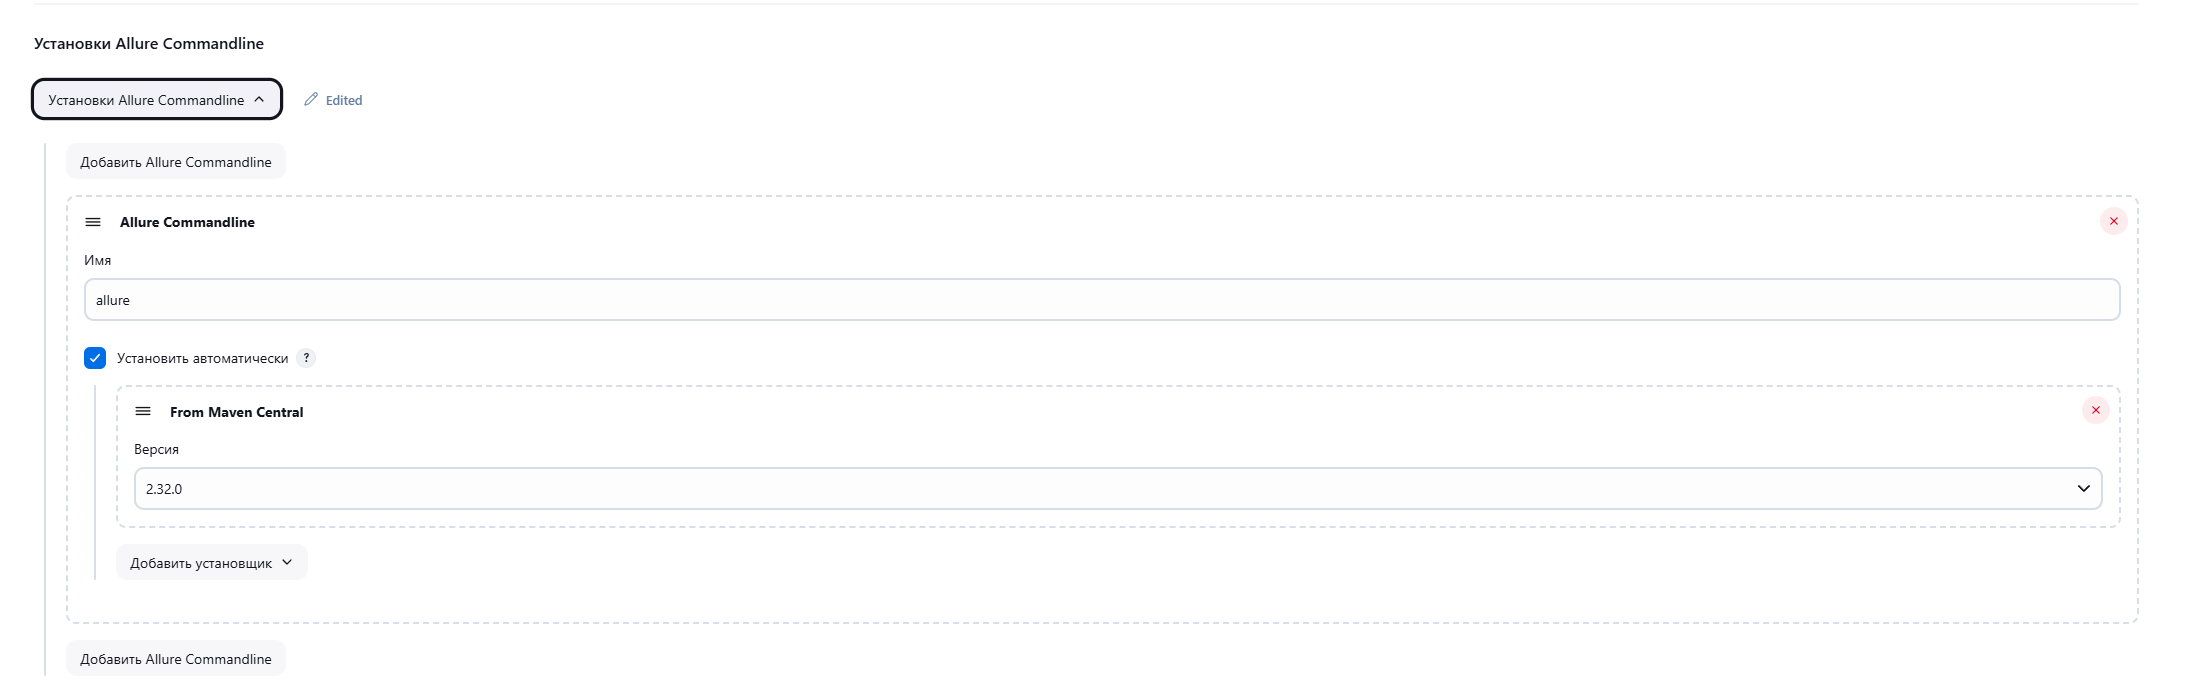 Установки Allure Commandline
Установки Allure Commandline Edited
Добавить Allure Commandline
Allure Commandline
Имя
allure
Установить автоматически ?
From Maven Central
Версия
2.32.0
Добавить установщик
Добавить Allure Commandline